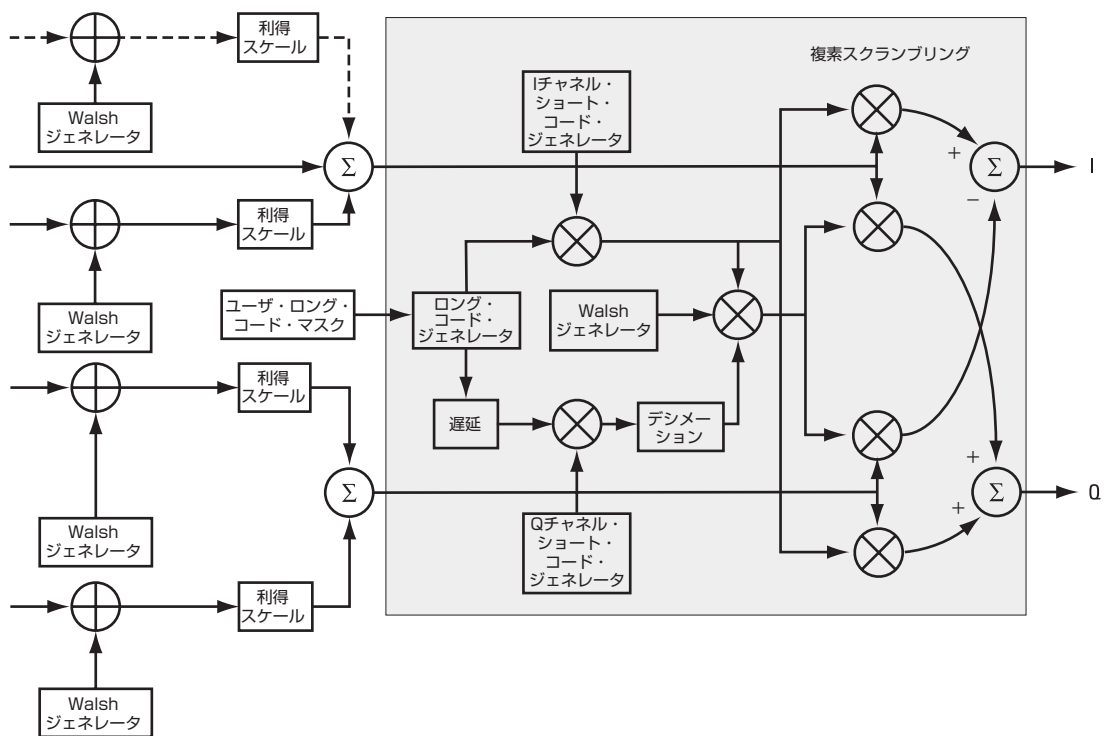 利得
スケール
Walsh
ジェネレータ
複素スクランブリング
Iチャネル・
ショート・
コード・
ジェネレータ
Σ
+
Σ
−
I
利得
スケール
Walsh
ジェネレータ
ユーザ・ロング・
コード・マスク
ロング・
コード・
ジェネレータ
Walsh
ジェネレータ
利得
スケール
遅延
デシメー
ション
Σ
+
+
Σ
Q
Walsh
ジェネレータ
Qチャネル・
ショート・
コード・
ジェネレータ
利得
スケール
Walsh
ジェネレータ